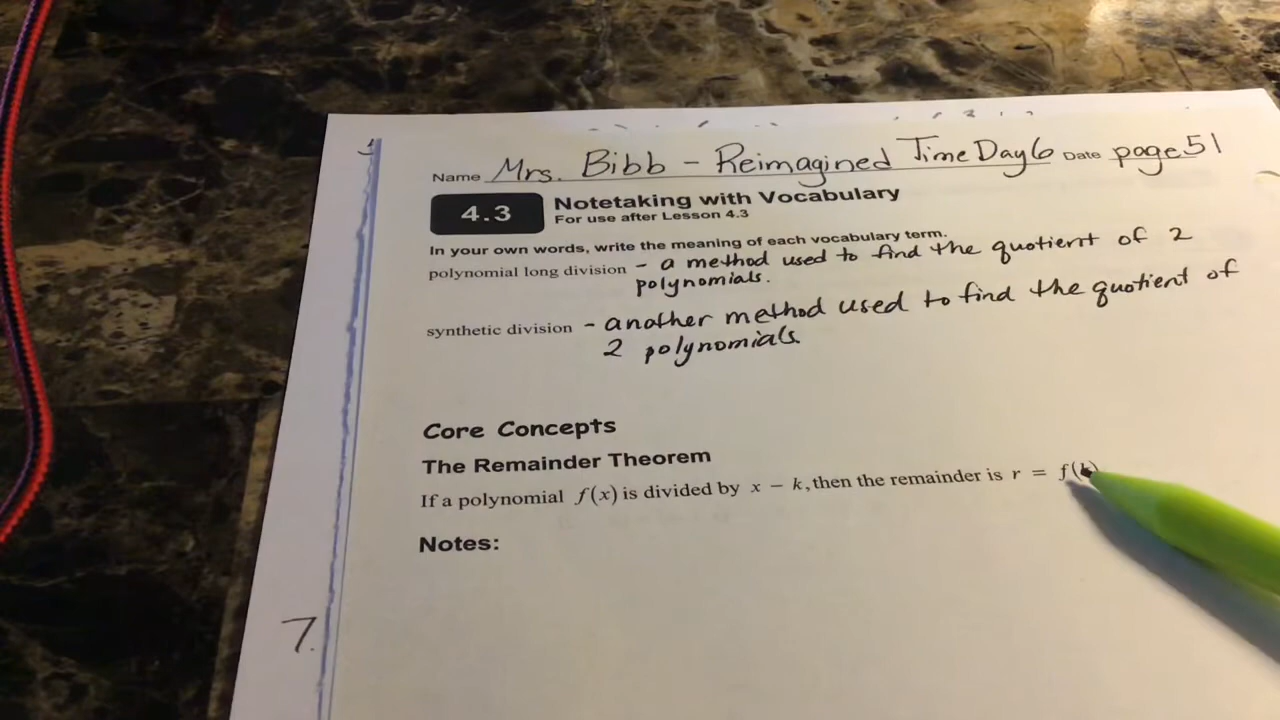 Name Mrs. Bibb - Reimagined Time Day 6 Date page 51
4.3 Notetaking with Vocabulary
For use after Lesson 4.3
In your own words, write the meaning of each vocabulary term.
polynomial long division - a method used to find the quotient of 2
polynomials.
synthetic division - another method used to find the quotient of
2 polynomials.
Core Concepts
The Remainder Theorem
If a polynomial f(x) is divided by x - k, then the remainder is r = f(k)
Notes:
7.